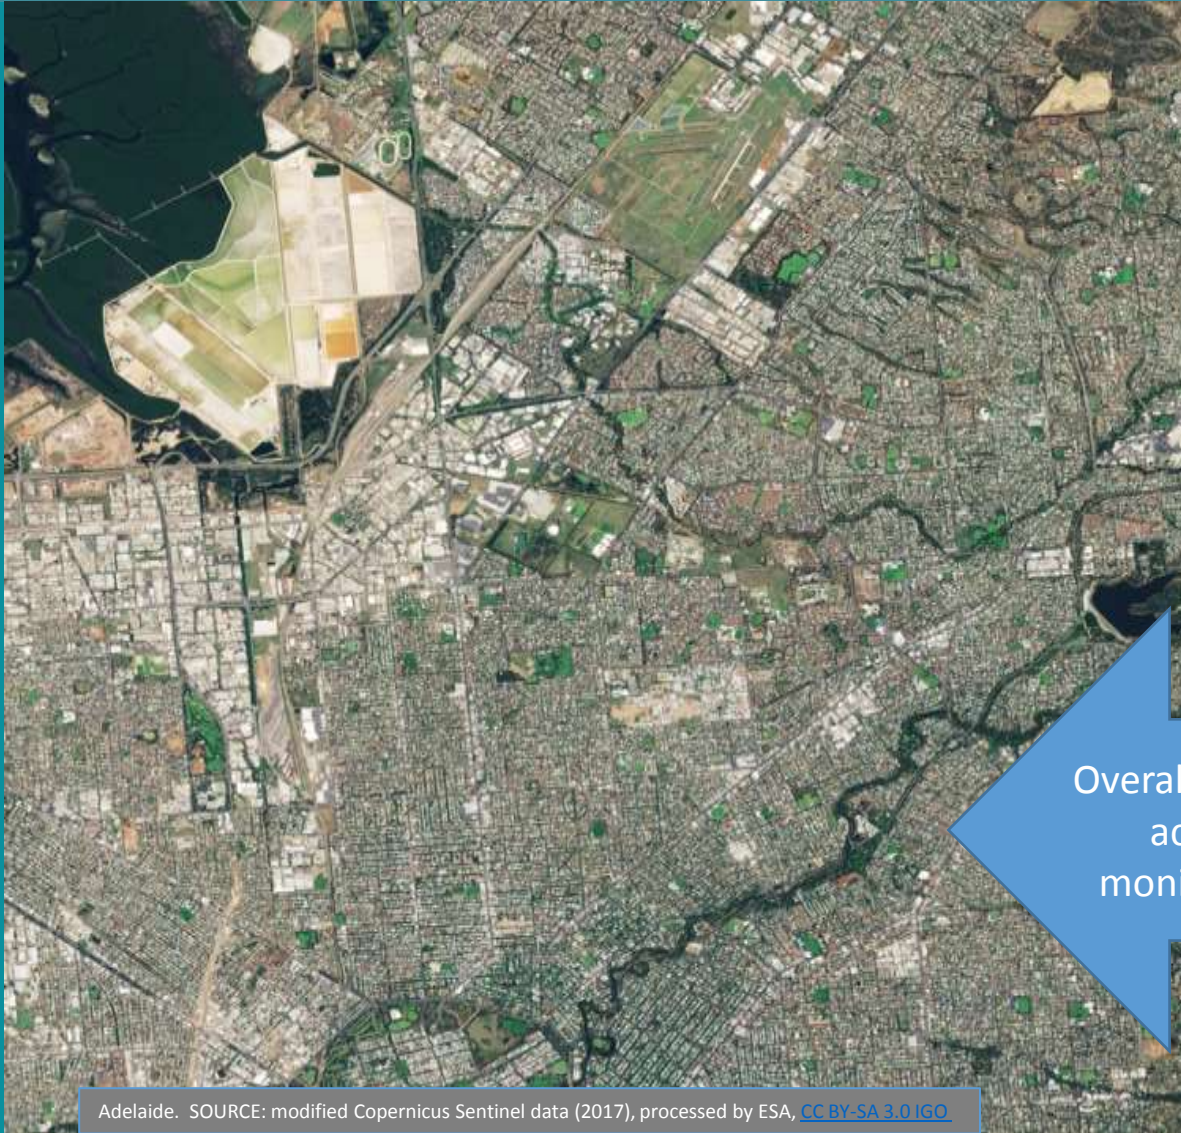 Overal
ac
moni
Adelaide. SOURCE: modified Copernicus Sentinel data (2017), processed by ESA, CC BY-SA 3.0 IGO